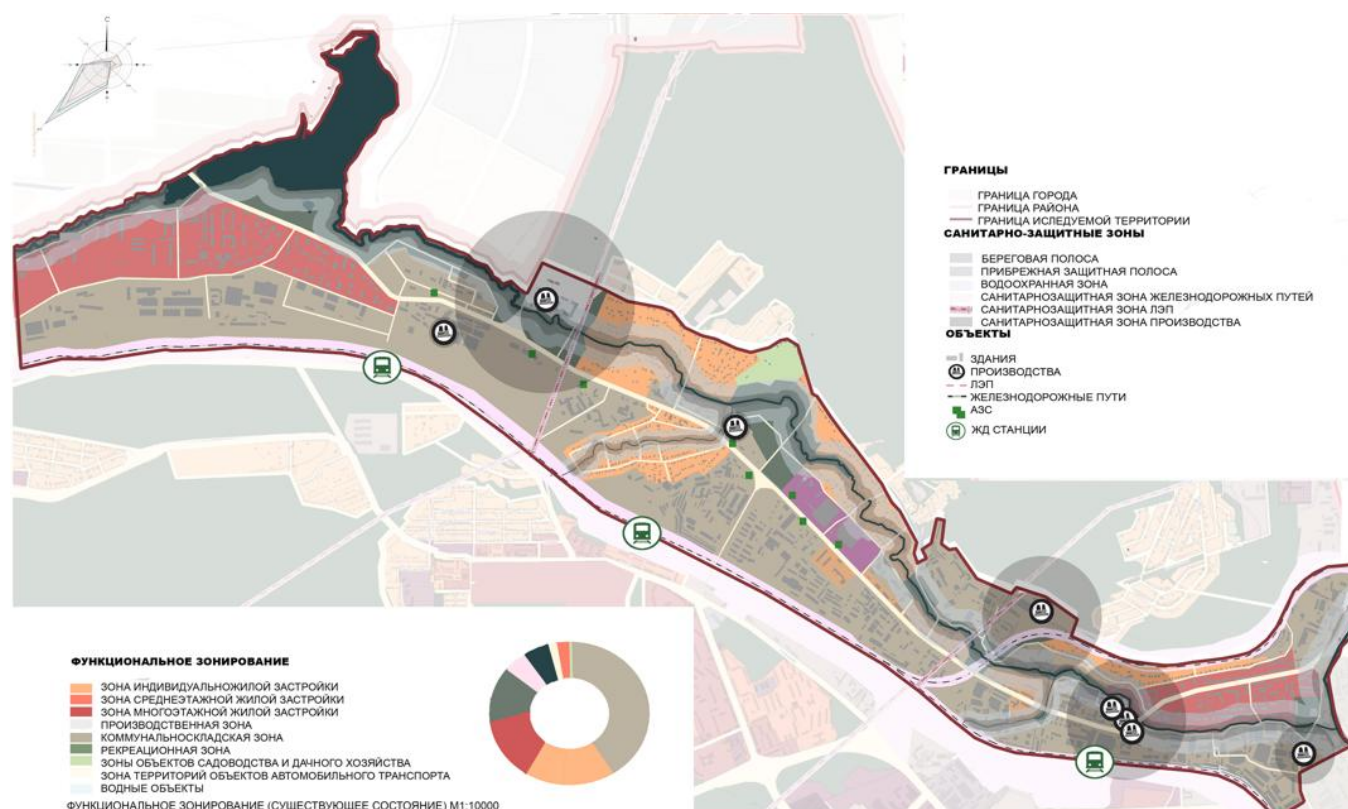 С
ГРАНИЦЫ
ГРАНИЦА ГОРОДА
ГРАНИЦА РАЙОНА
ГРАНИЦА ИСЛЕДУЕМОЙ ТЕРРИТОРИИ
САНИТАРНО-ЗАЩИТНЫЕ ЗОНЫ
БЕРЕГОВАЯ ПОЛОСА
ПРИБРЕЖНАЯ ЗАЩИТНАЯ ПОЛОСА
ВОДООХРАННАЯ ЗОНА
САНИТАРНОЗАЩИТНАЯ ЗОНА ЖЕЛЕЗНОДОРОЖНЫХ ПУТЕЙ
САНИТАРНОЗАЩИТНАЯ ЗОНА ЛЭП
САНИТАРНОЗАЩИТНАЯ ЗОНА ПРОИЗВОДСТВА
ОБЪЕКТЫ
ЗДАНИЯ
ПРОИЗВОДСТВА
ЛЭП
ЖЕЛЕЗНОДОРОЖНЫЕ ПУТИ
АЗС
ЖД СТАНЦИИ
ФУНКЦИОНАЛЬНОЕ ЗОНИРОВАНИЕ
ЗОНА ИНДИВИДУАЛЬНОЖИЛОЙ ЗАСТРОЙКИ
ЗОНА СРЕДНЕЭТАЖНОЙ ЖИЛОЙ ЗАСТРОЙКИ
ЗОНА МНОГОЭТАЖНОЙ ЖИЛОЙ ЗАСТРОЙКИ
ПРОИЗВОДСТВЕННАЯ ЗОНА
КОММУНАЛЬНОСКЛАДСКАЯ ЗОНА
РЕКРЕАЦИОННАЯ ЗОНА
ЗОНЫ ОБЪЕКТОВ САДОВОДСТВА И ДАЧНОГО ХОЗЯЙСТВА
ЗОНА ТЕРРИТОРИЙ ОБЪЕКТОВ АВТОМОБИЛЬНОГО ТРАНСПОРТА
ВОДНЫЕ ОБЪЕКТЫ
ФУНКЦИОНАЛЬНОЕ ЗОНИРОВАНИЕ (СУЩЕСТВУЮЩЕЕ СОСТОЯНИЕ) М1:10000